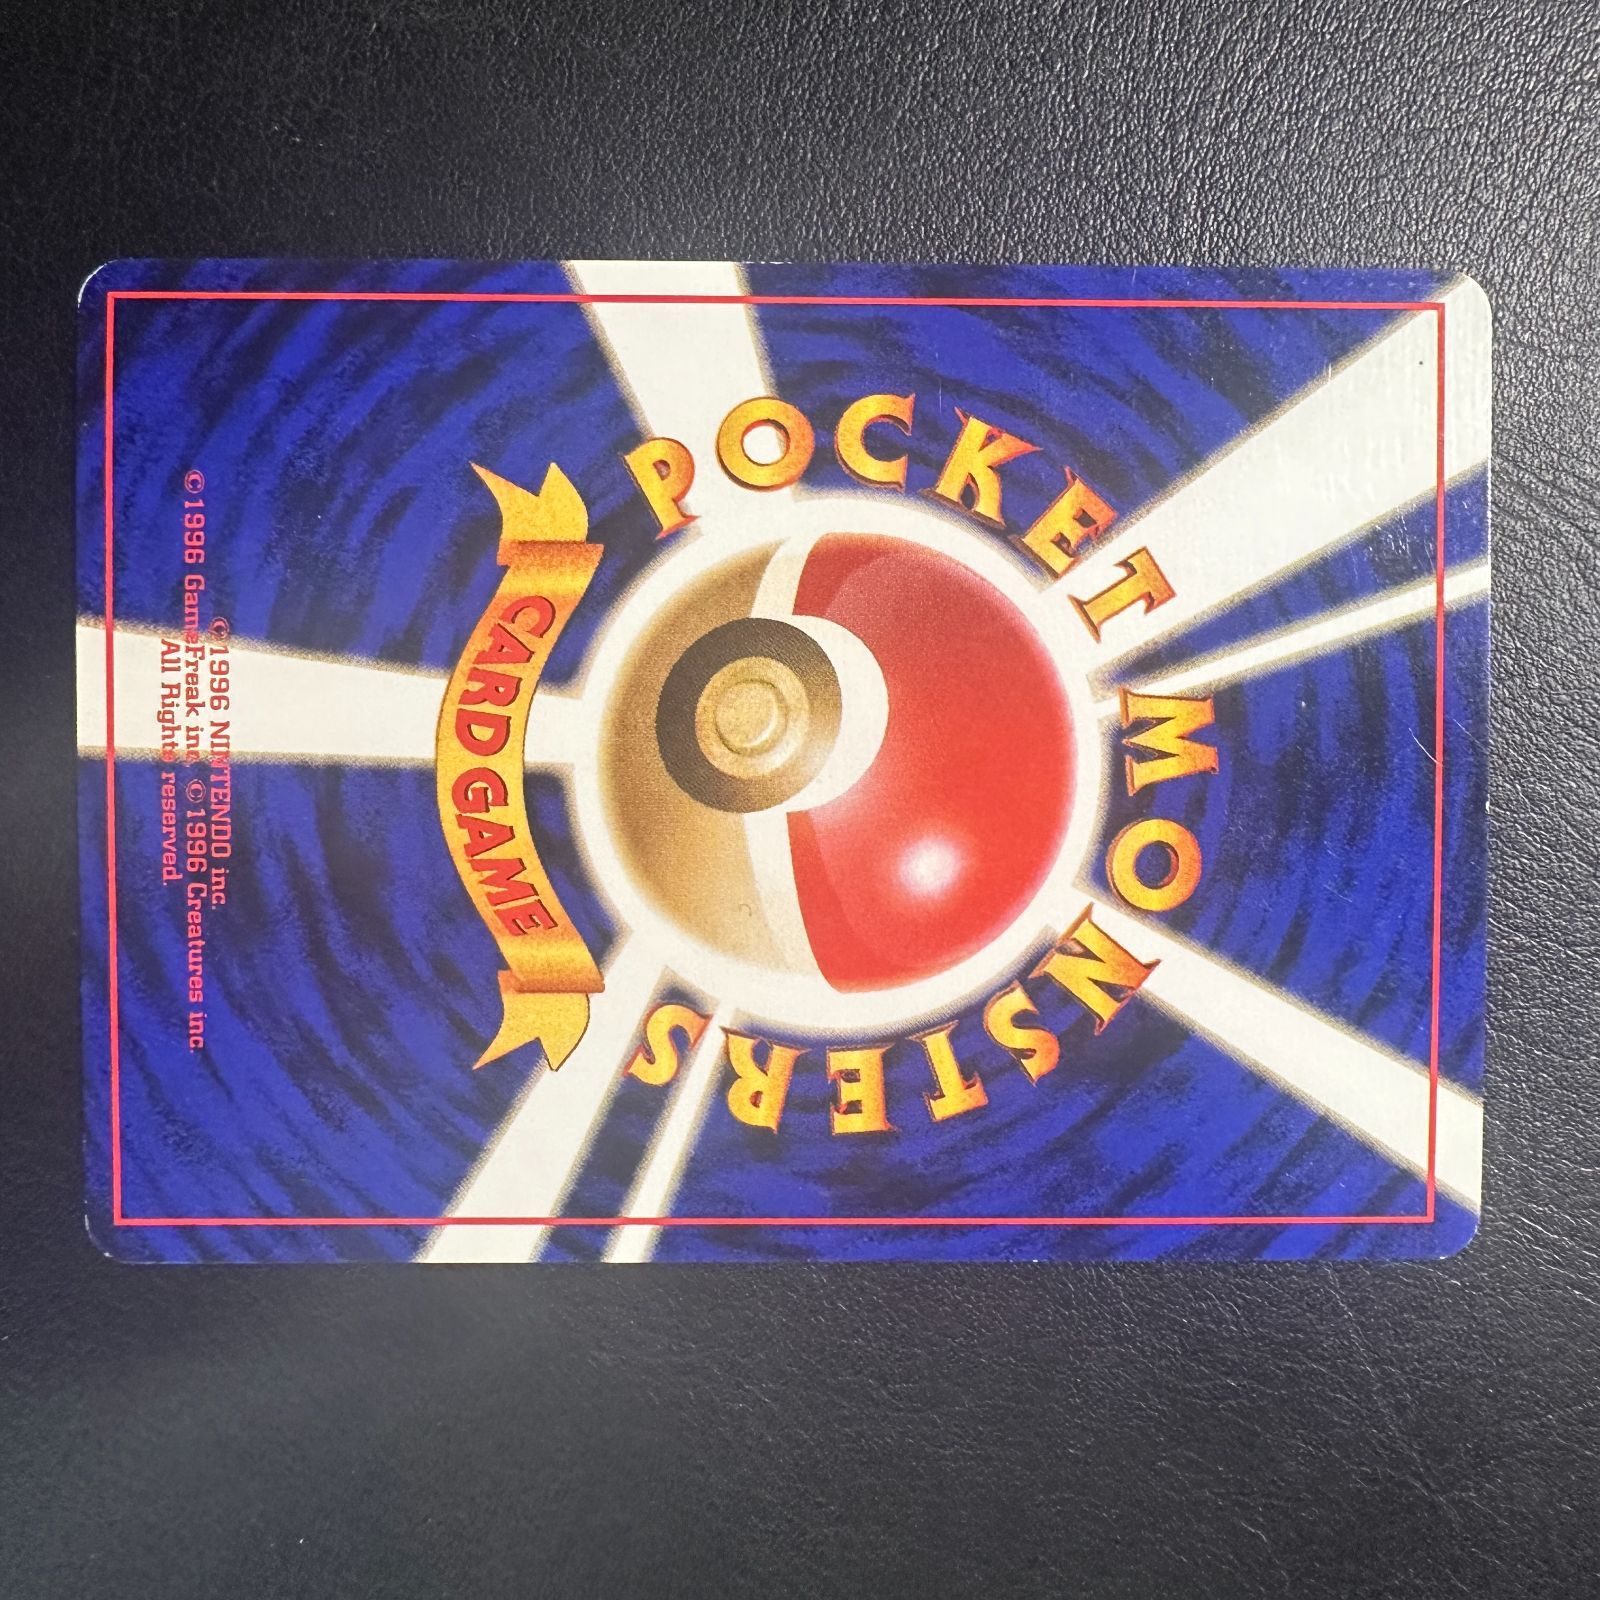 POCKET MONSTERS
CARD GAME
©1996 NINTENDO inc.
©1996 GameFreak inc. ©1996 Creatures inc.
All Rights reserved.